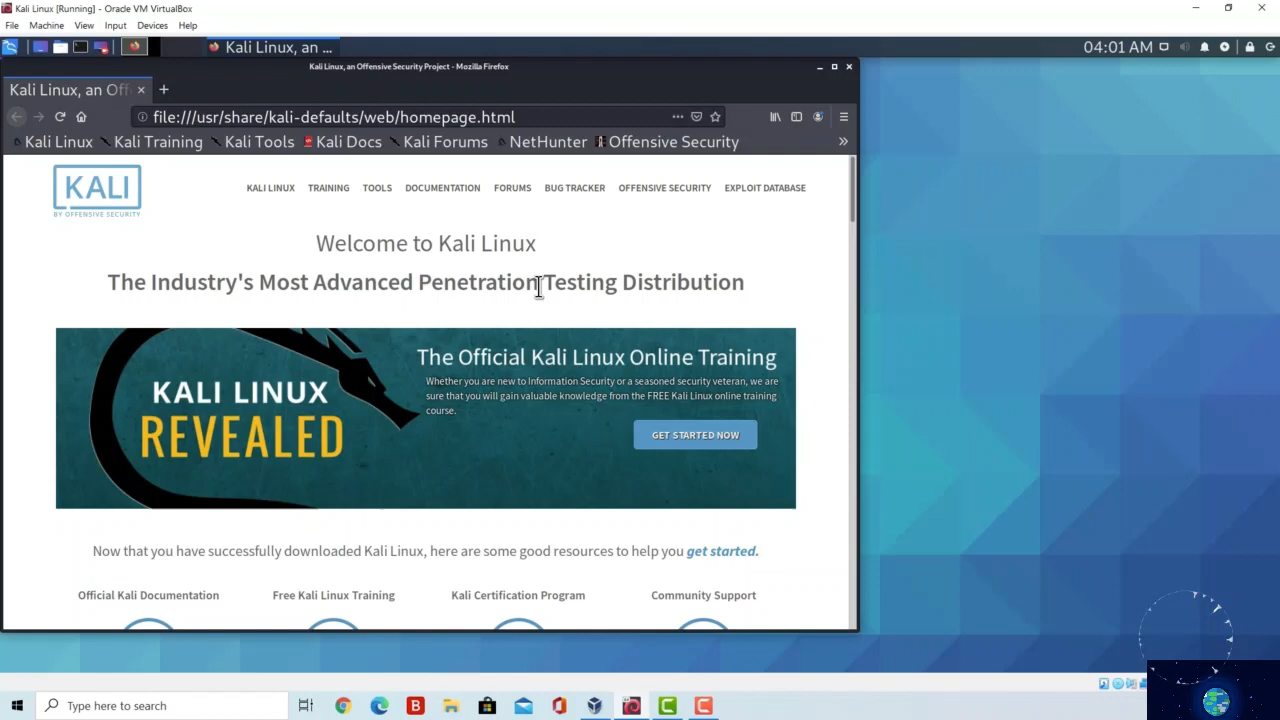 Kali Linux [Running] - Oracle VM VirtualBox
File Machine View Input Devices Help
Kali Linux, an ... 04:01 AM
Kali Linux, an Offensive Security Project - Mozilla Firefox
Kali Linux, an Off
file:///usr/share/kali-defaults/web/homepage.html
Kali Linux Kali Training Kali Tools Kali Docs Kali Forums NetHunter Offensive Security
KALI
BY OFFENSIVE SECURITY
KALI LINUX TRAINING TOOLS DOCUMENTATION FORUMS BUG TRACKER OFFENSIVE SECURITY EXPLOIT DATABASE
Welcome to Kali Linux
The Industry's Most Advanced Penetration Testing Distribution
KALI LINUX
REVEALED
The Official Kali Linux Online Training
Whether you are new to Information Security or a seasoned security veteran, we are
sure that you will gain valuable knowledge from the FREE Kali Linux online training
course.
GET STARTED NOW
Now that you have successfully downloaded Kali Linux, here are some good resources to help you get started.
Official Kali Documentation Free Kali Linux Training Kali Certification Program Community Support
Type here to search